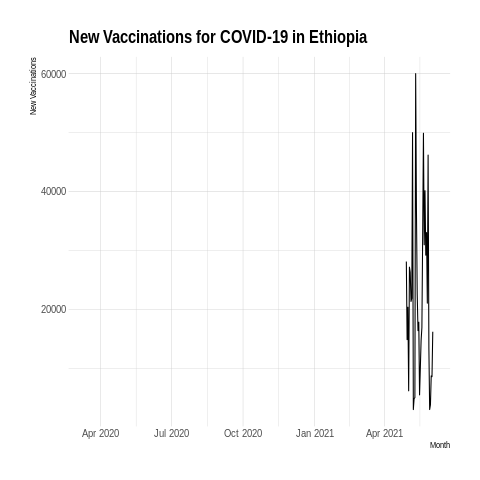 New Vaccinations for COVID-19 in Ethiopia
New Vaccinations
60000
40000
20000
Apr 2020 Jul 2020 Oct 2020 Jan 2021 Apr 2021
Month